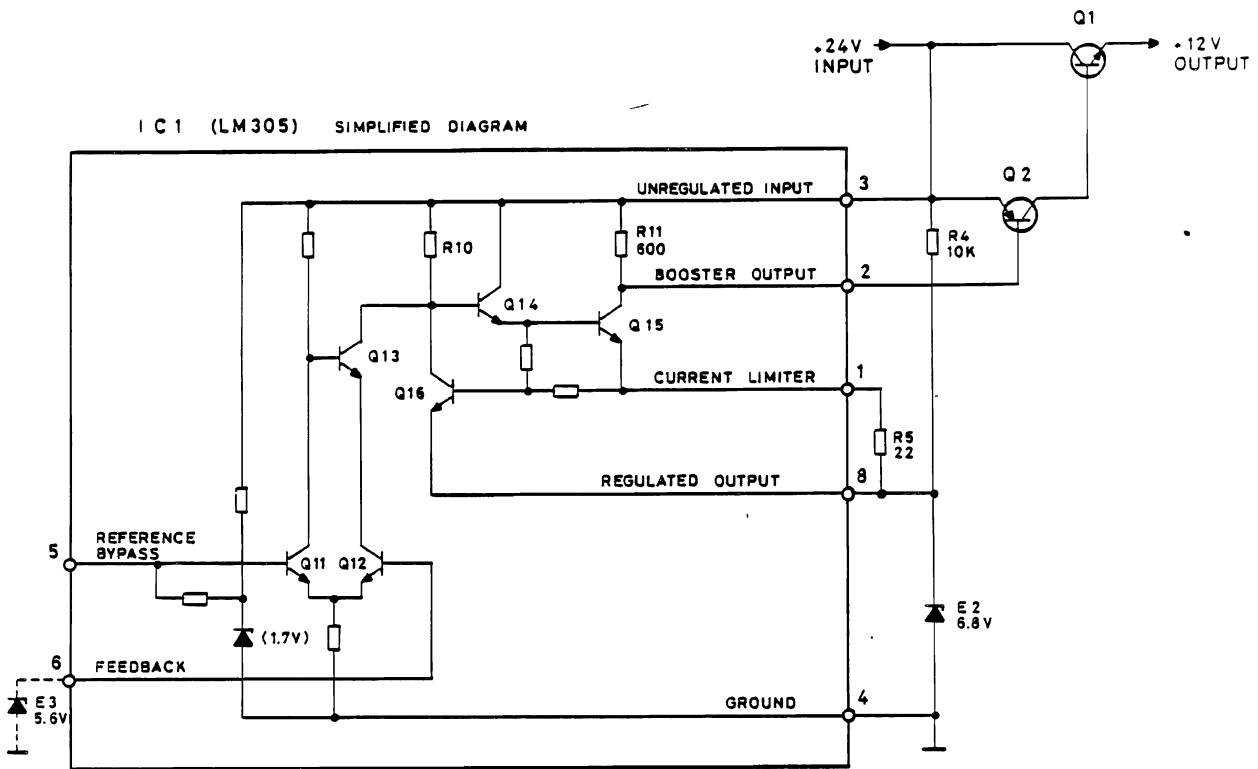 Q1
+24V
INPUT
+12V
OUTPUT
IC1 (LM305) SIMPLIFIED DIAGRAM
UNREGULATED INPUT
3
Q2
R10
R11
600
R4
10K
BOOSTER OUTPUT
2
Q14
Q15
Q13
Q16
CURRENT LIMITER
1
R5
22
REGULATED OUTPUT
8
5
REFERENCE
BYPASS
Q11
Q12
(1.7V)
E2
6.8V
6
FEEDBACK
E3
5.6V
GROUND
4